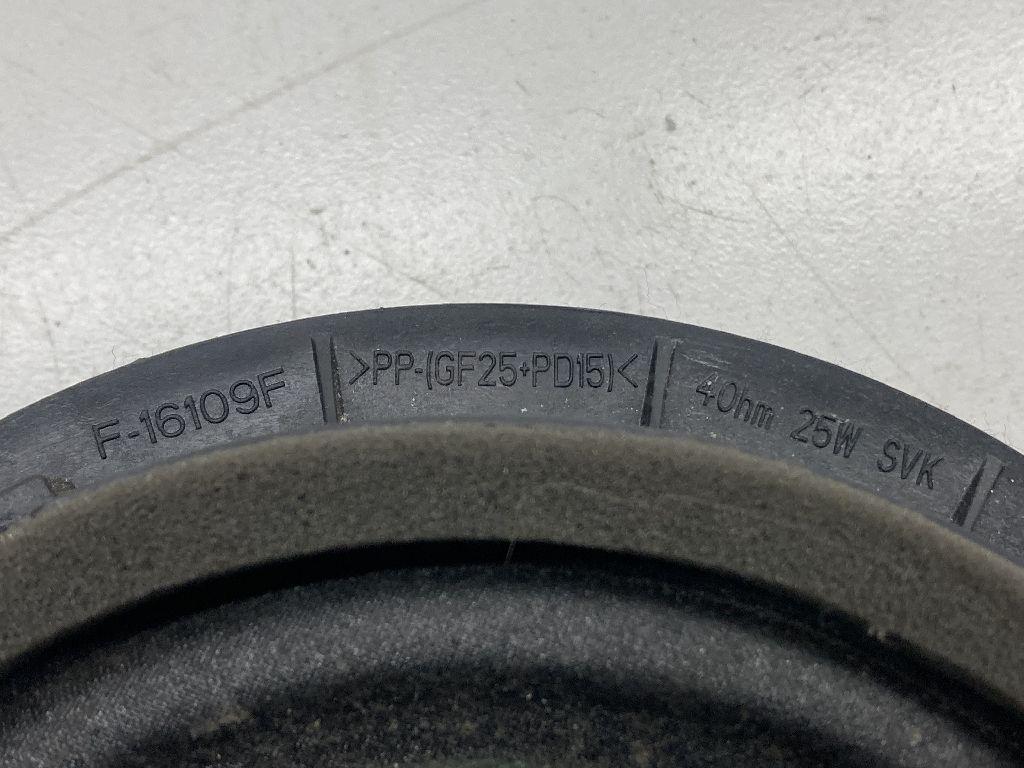 F-16109F
>PP-(GF25+PD15)<
4Ohm 25W SVK